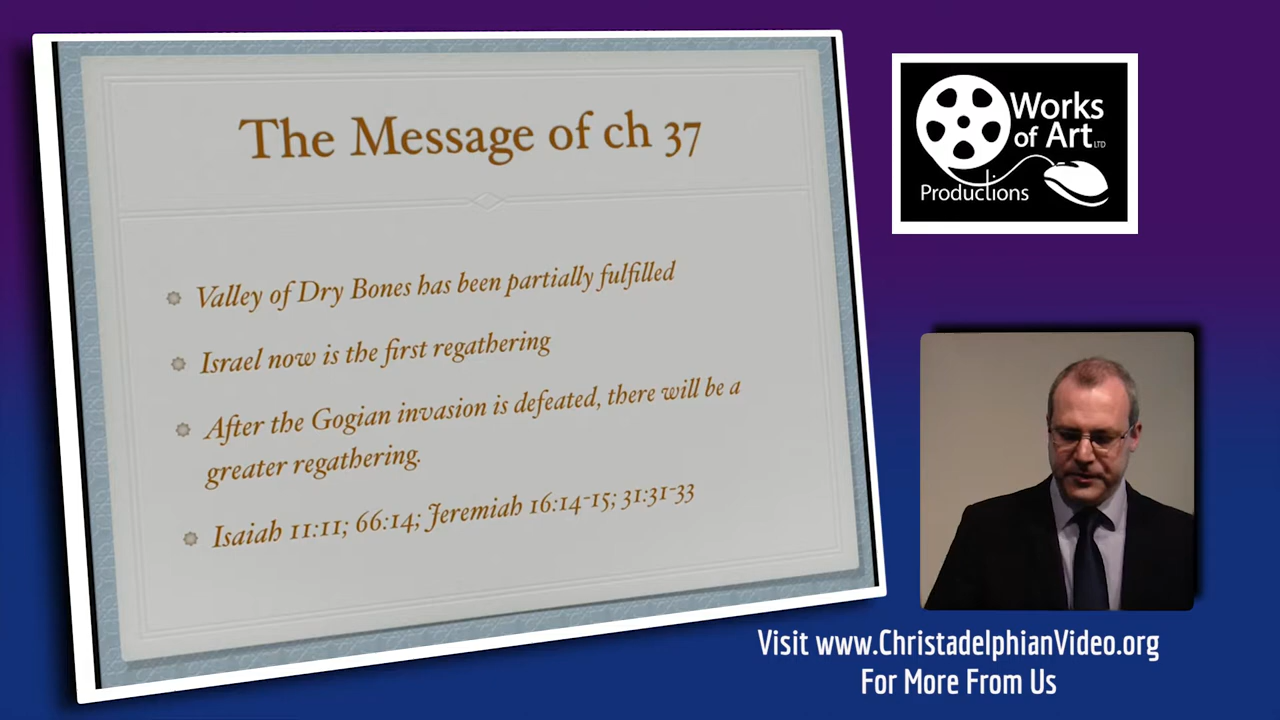 The Message of ch 37
Valley of Dry Bones has been partially fulfilled
Israel now is the first regathering
After the Gogian invasion is defeated, there will be a
greater regathering.
Isaiah 11:11; 66:14; Jeremiah 16:14-15; 31:31-33
Works
of Art LTD
Productions
Visit www.ChristadelphianVideo.org
For More From Us